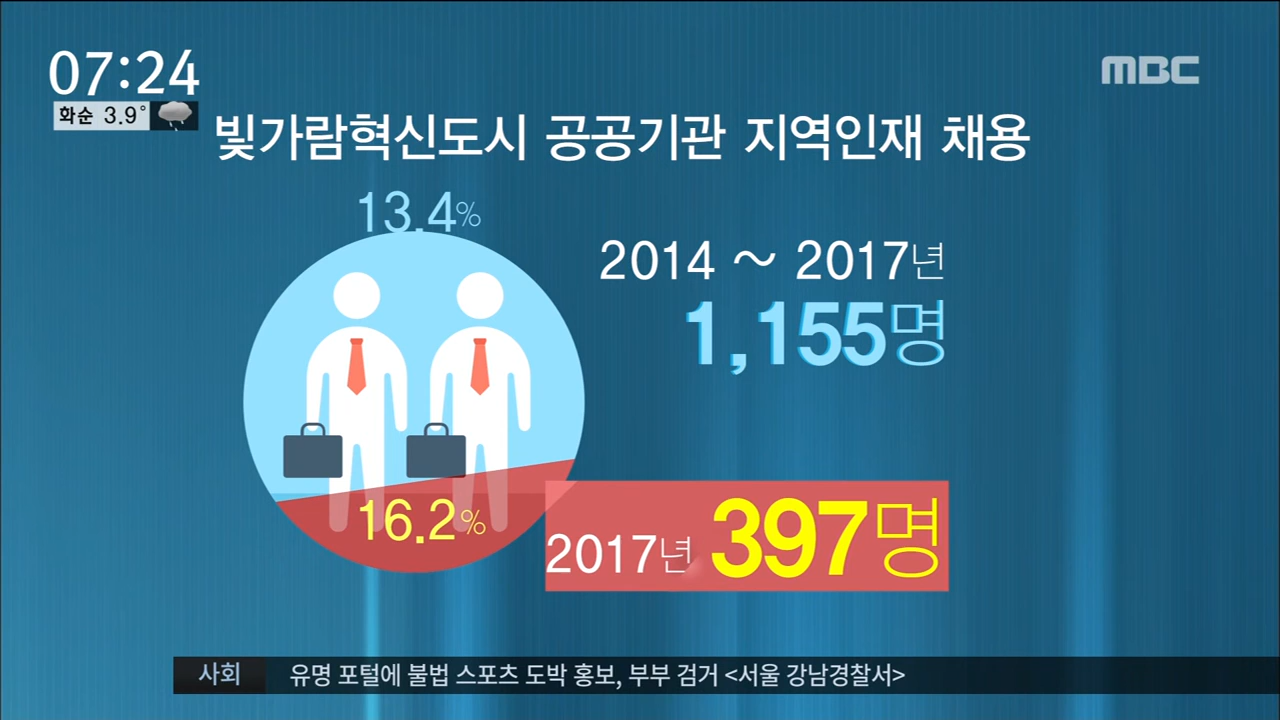 07:24
MBC
화순 3.9°
빛가람혁신도시 공공기관 지역인재 채용
13.4%
2014 ~ 2017년
1,155명
16.2%
2017년 397명
사회 유명 포털에 불법 스포츠 도박 홍보, 부부 검거 <서울 강남경찰서>